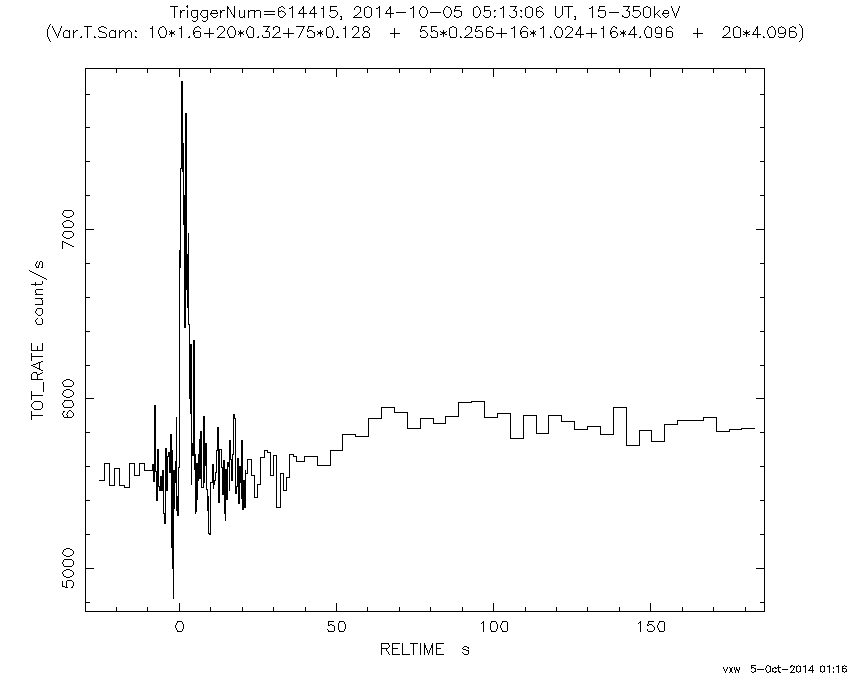 TriggerNum=614415, 2014-10-05 05:13:06 UT, 15-350keV
(Var.T.Sam: 10*1.6+20*0.32+75*0.128 + 55*0.256+16*1.024+16*4.096 + 20*4.096)
7000
6000
5000
TOT_RATE count/s
0 50 100 150
RELTIME s
vxw 5-Oct-2014 01:16